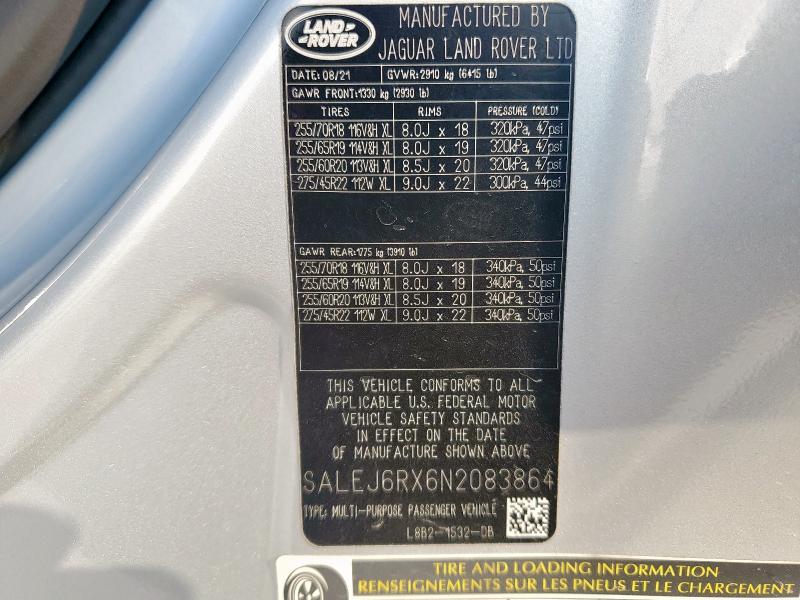 LAND ROVER
MANUFACTURED BY
JAGUAR LAND ROVER LTD
DATE: 08/21 GVWR: 2910 kg (6415 lb)
GAWR FRONT: 1330 kg (2930 lb)
TIRES RIMS PRESSURE (COLD)
255/70R18 116V&H XL 8.0J x 18 320kPa, 47psi
255/65R19 114V&H XL 8.0J x 19 320kPa, 47psi
255/60R20 113V&H XL 8.5J x 20 320kPa, 47psi
275/45R22 112W XL 9.0J x 22 300kPa, 44psi
GAWR REAR: 1775 kg (3910 lb)
255/70R18 116V&H XL 8.0J x 18 340kPa, 50psi
255/65R19 114V&H XL 8.0J x 19 340kPa, 50psi
255/60R20 113V&H XL 8.5J x 20 340kPa, 50psi
275/45R22 112W XL 9.0J x 22 340kPa, 50psi
THIS VEHICLE CONFORMS TO ALL
APPLICABLE U.S. FEDERAL MOTOR
VEHICLE SAFETY STANDARDS
IN EFFECT ON THE DATE
OF MANUFACTURE SHOWN ABOVE
SALEJ6RX6N2083864
TYPE: MULTI-PURPOSE PASSENGER VEHICLE
L8B2-1532-DB
TIRE AND LOADING INFORMATION
RENSEIGNEMENTS SUR LES PNEUS ET LE CHARGEMENT